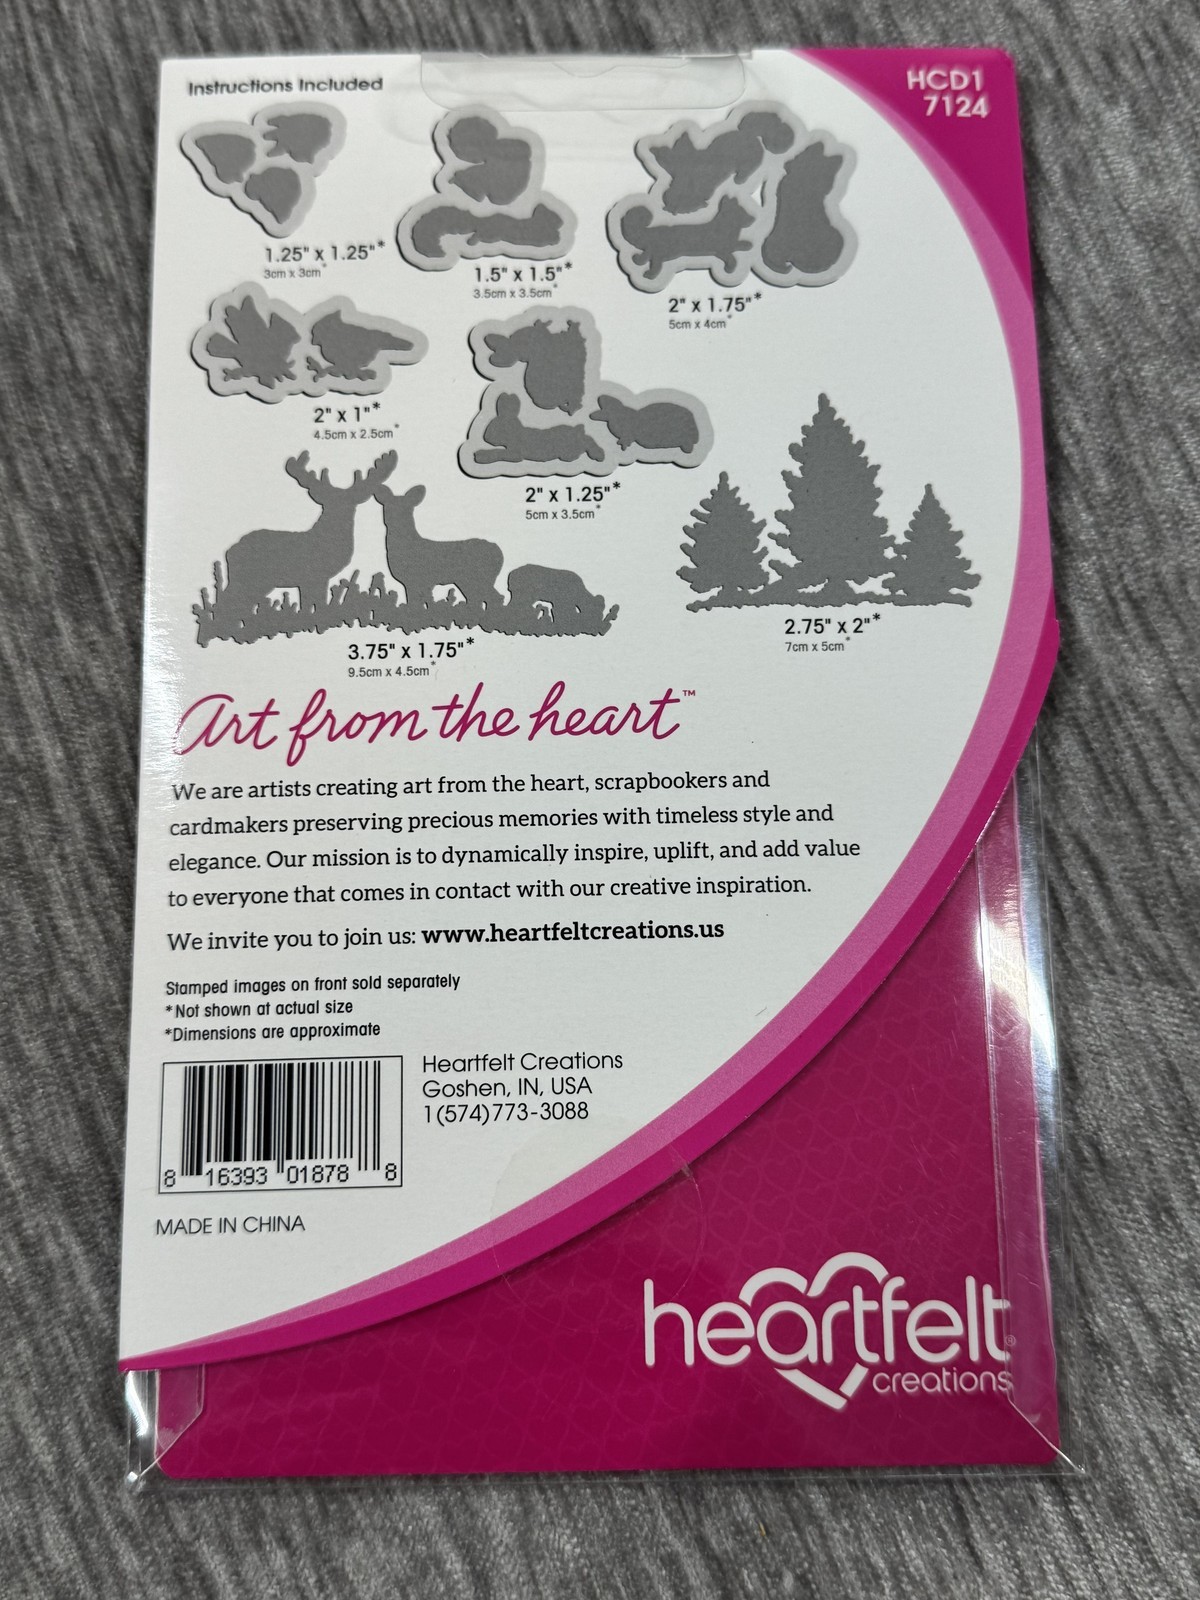 Instructions Included
HCD1
7124
1.25" x 1.25"*
3cm x 3cm*
1.5" x 1.5"*
3.5cm x 3.5cm*
2" x 1.75"*
5cm x 4cm*
2" x 1"*
4.5cm x 2.5cm*
2" x 1.25"*
5cm x 3.5cm*
3.75" x 1.75"*
9.5cm x 4.5cm*
2.75" x 2"*
7cm x 5cm*
Art from the heart™
We are artists creating art from the heart, scrapbookers and
cardmakers preserving precious memories with timeless style and
elegance. Our mission is to dynamically inspire, uplift, and add value
to everyone that comes in contact with our creative inspiration.
We invite you to join us: www.heartfeltcreations.us
Stamped images on front sold separately
*Not shown at actual size
*Dimensions are approximate
Heartfelt Creations
Goshen, IN, USA
1(574)773-3088
8 16393 01878 8
MADE IN CHINA
heartfelt®
creations